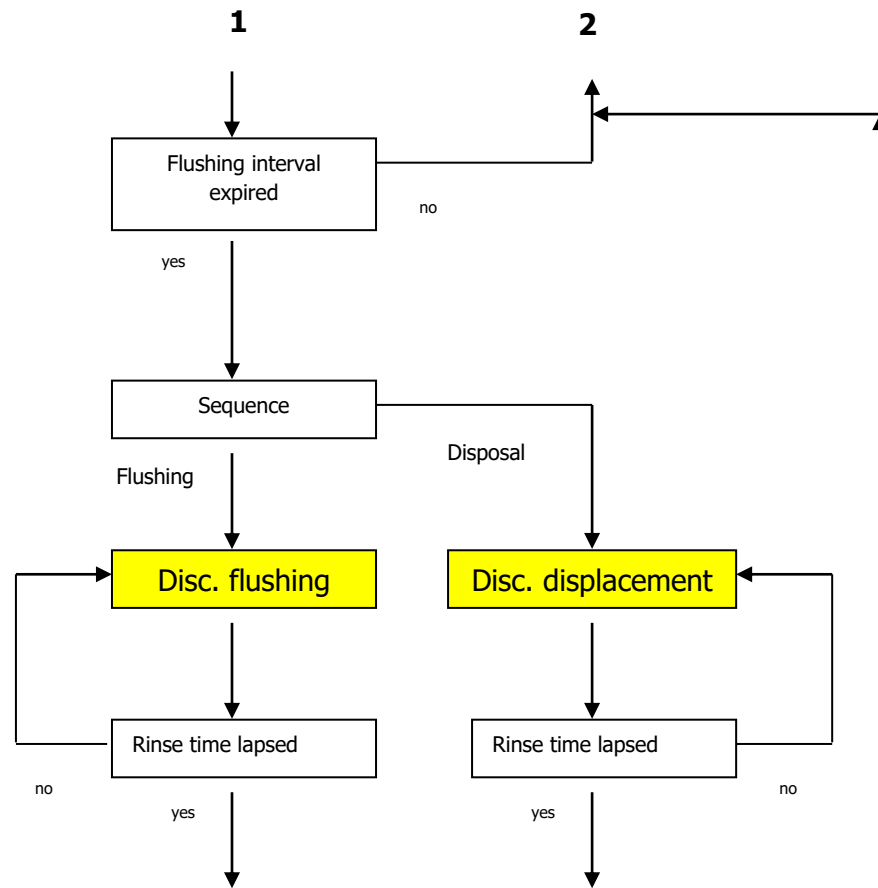 1
2
Flushing interval
expired
no
yes
Sequence
Disposal
Flushing
Disc. flushing
Disc. displacement
Rinse time lapsed
Rinse time lapsed
no
yes
yes
no